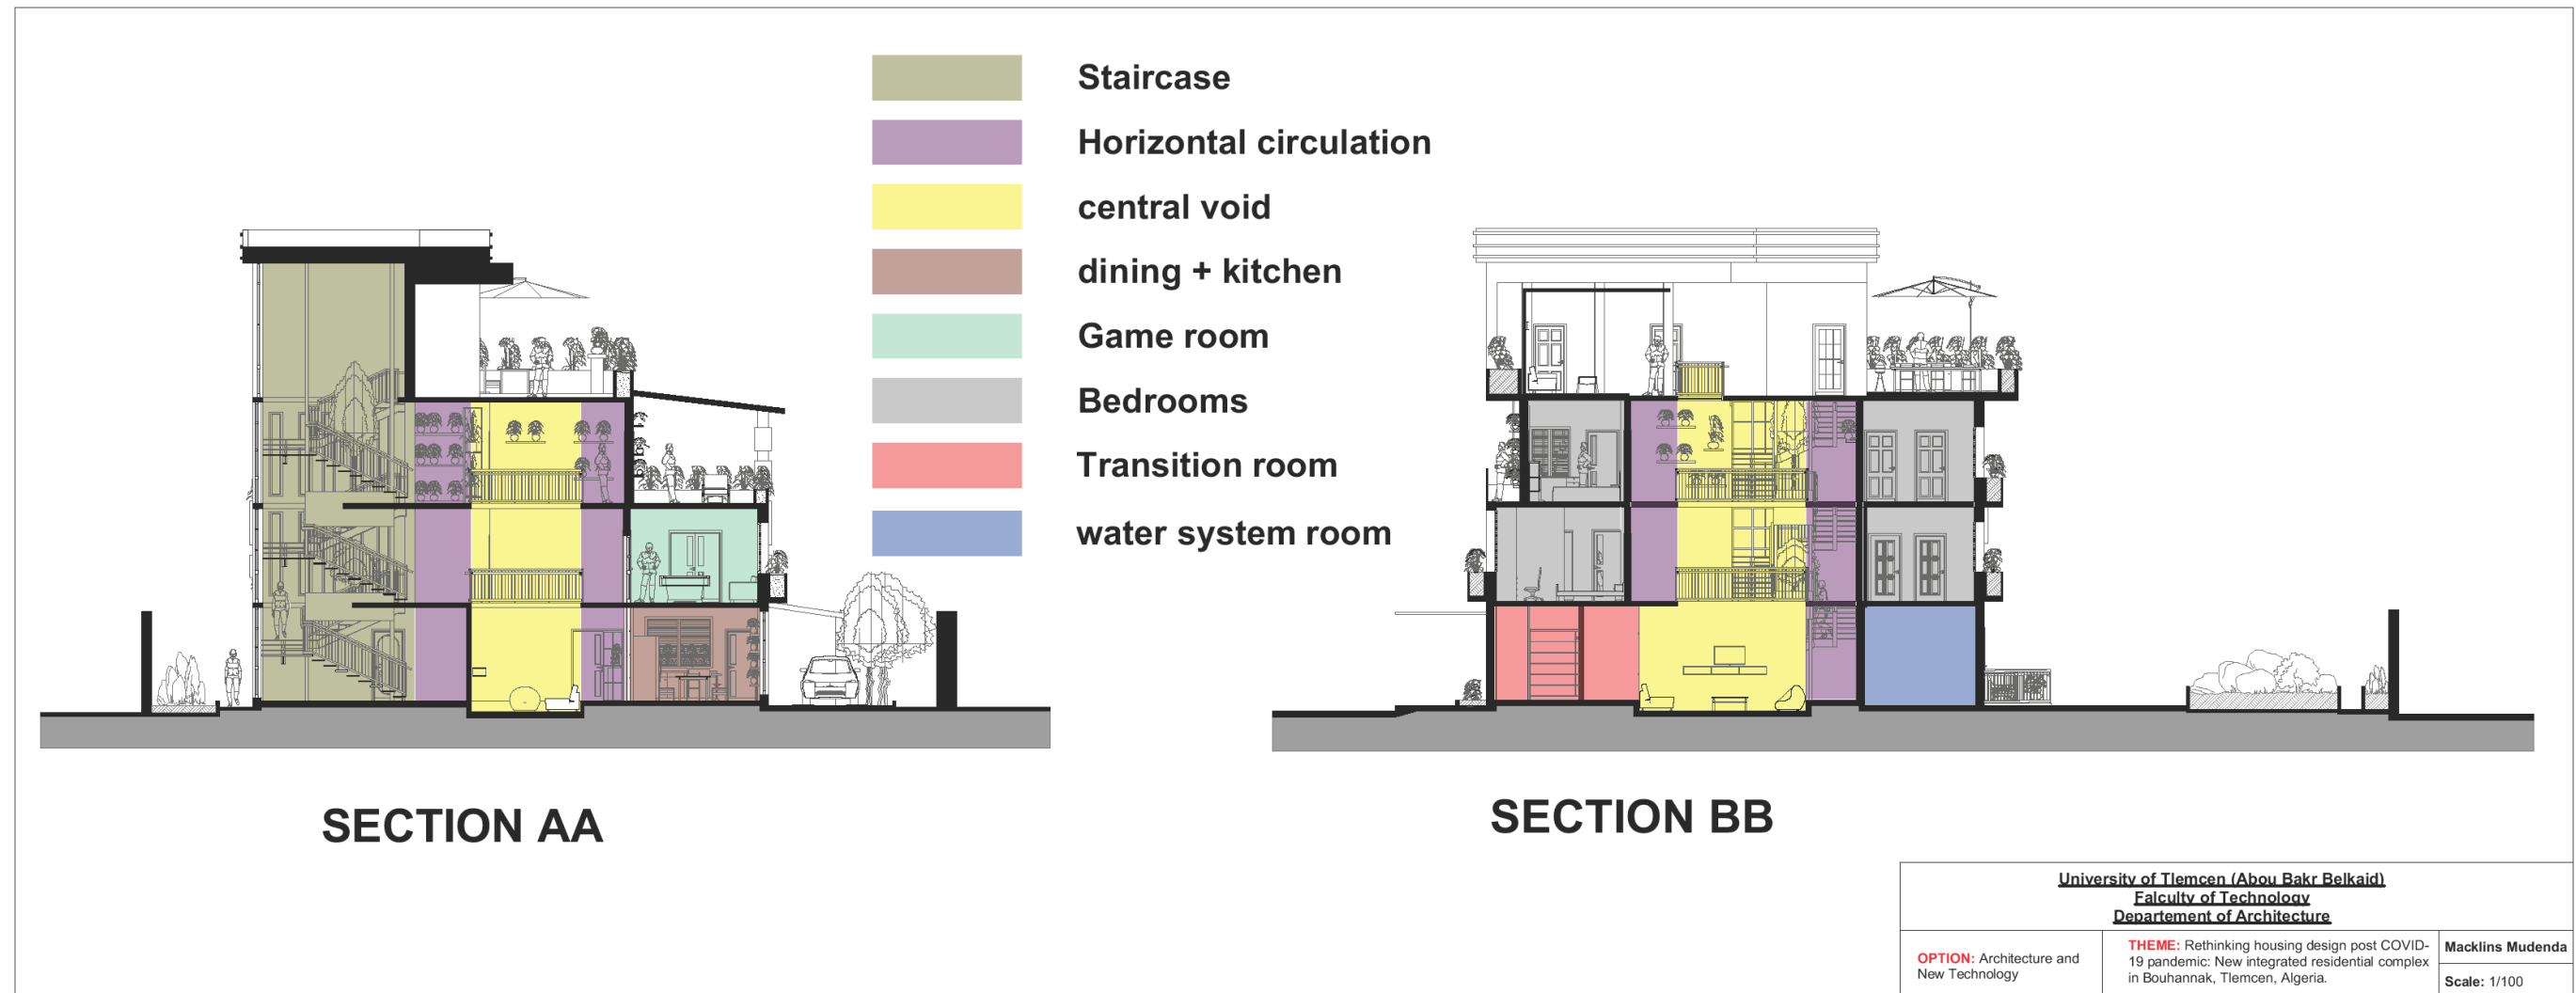 Staircase
Horizontal circulation
central void
dining + kitchen
Game room
Bedrooms
Transition room
water system room
SECTION AA
SECTION BB
University of Tlemcen (Abou Bakr Belkaid)
Falculty of Technology
Departement of Architecture
OPTION: Architecture and
New Technology
THEME: Rethinking housing design post COVID-
19 pandemic: New integrated residential complex
in Bouhannak, Tlemcen, Algeria.
Macklins Mudenda
Scale: 1/100